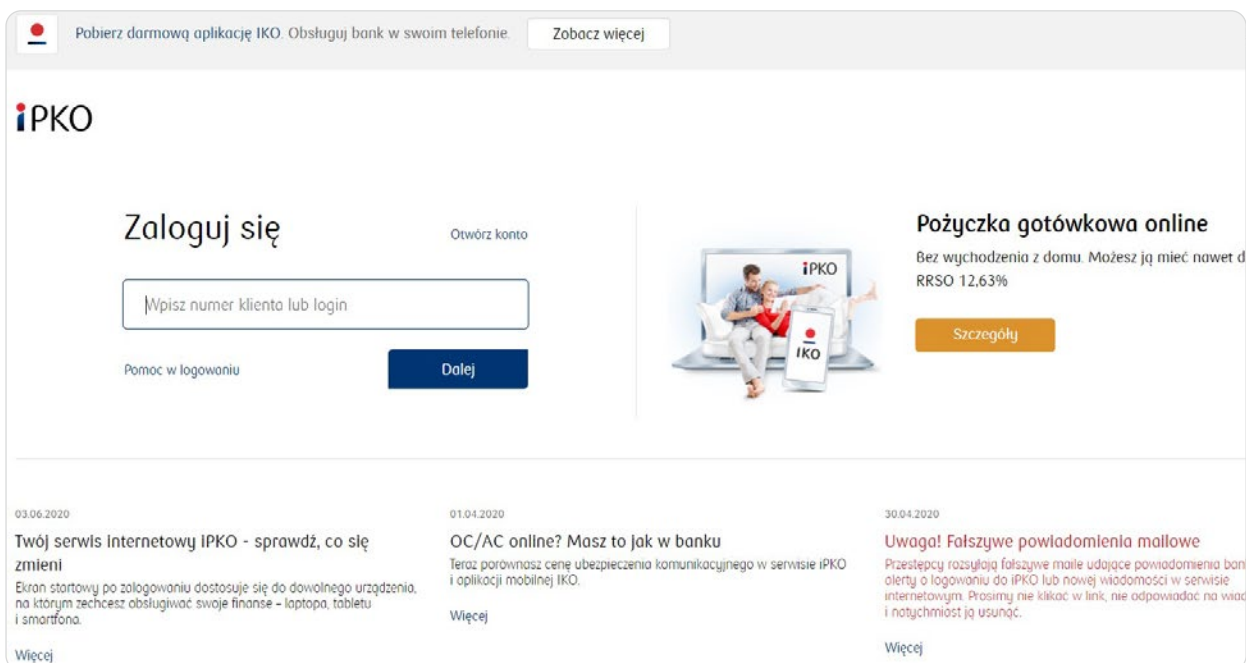 Pobierz darmową aplikację IKO. Obsługuj bank w swoim telefonie.
Zobacz więcej
iPKO
Zaloguj się
Otwórz konto
Wpisz numer klienta lub login
Pomoc w logowaniu
Dalej
iPKO
IKO
Pożyczka gotówkowa online
Bez wychodzenia z domu. Możesz ją mieć nawet d
RRSO 12,63%
Szczegóły
03.06.2020
Twój serwis internetowy iPKO - sprawdź, co się
zmieni
Ekran startowy po zalogowaniu dostosuje się do dowolnego urządzenia,
na którym zechcesz obsługiwać swoje finanse – laptopa, tabletu
i smartfona.
Więcej
01.04.2020
OC/AC online? Masz to jak w banku
Teraz porównasz cenę ubezpieczenia komunikacyjnego w serwisie iPKO
i aplikacji mobilnej IKO.
Więcej
30.04.2020
Uwaga! Fałszywe powiadomienia mailowe
Przestępcy rozsyłają fałszywe maile udające powiadomienia ban
alerty o logowaniu do iPKO lub nowej wiadomości w serwisie
internetowym. Prosimy nie klikać w link, nie odpowiadać na wiad
i natychmiast ją usunąć.
Więcej